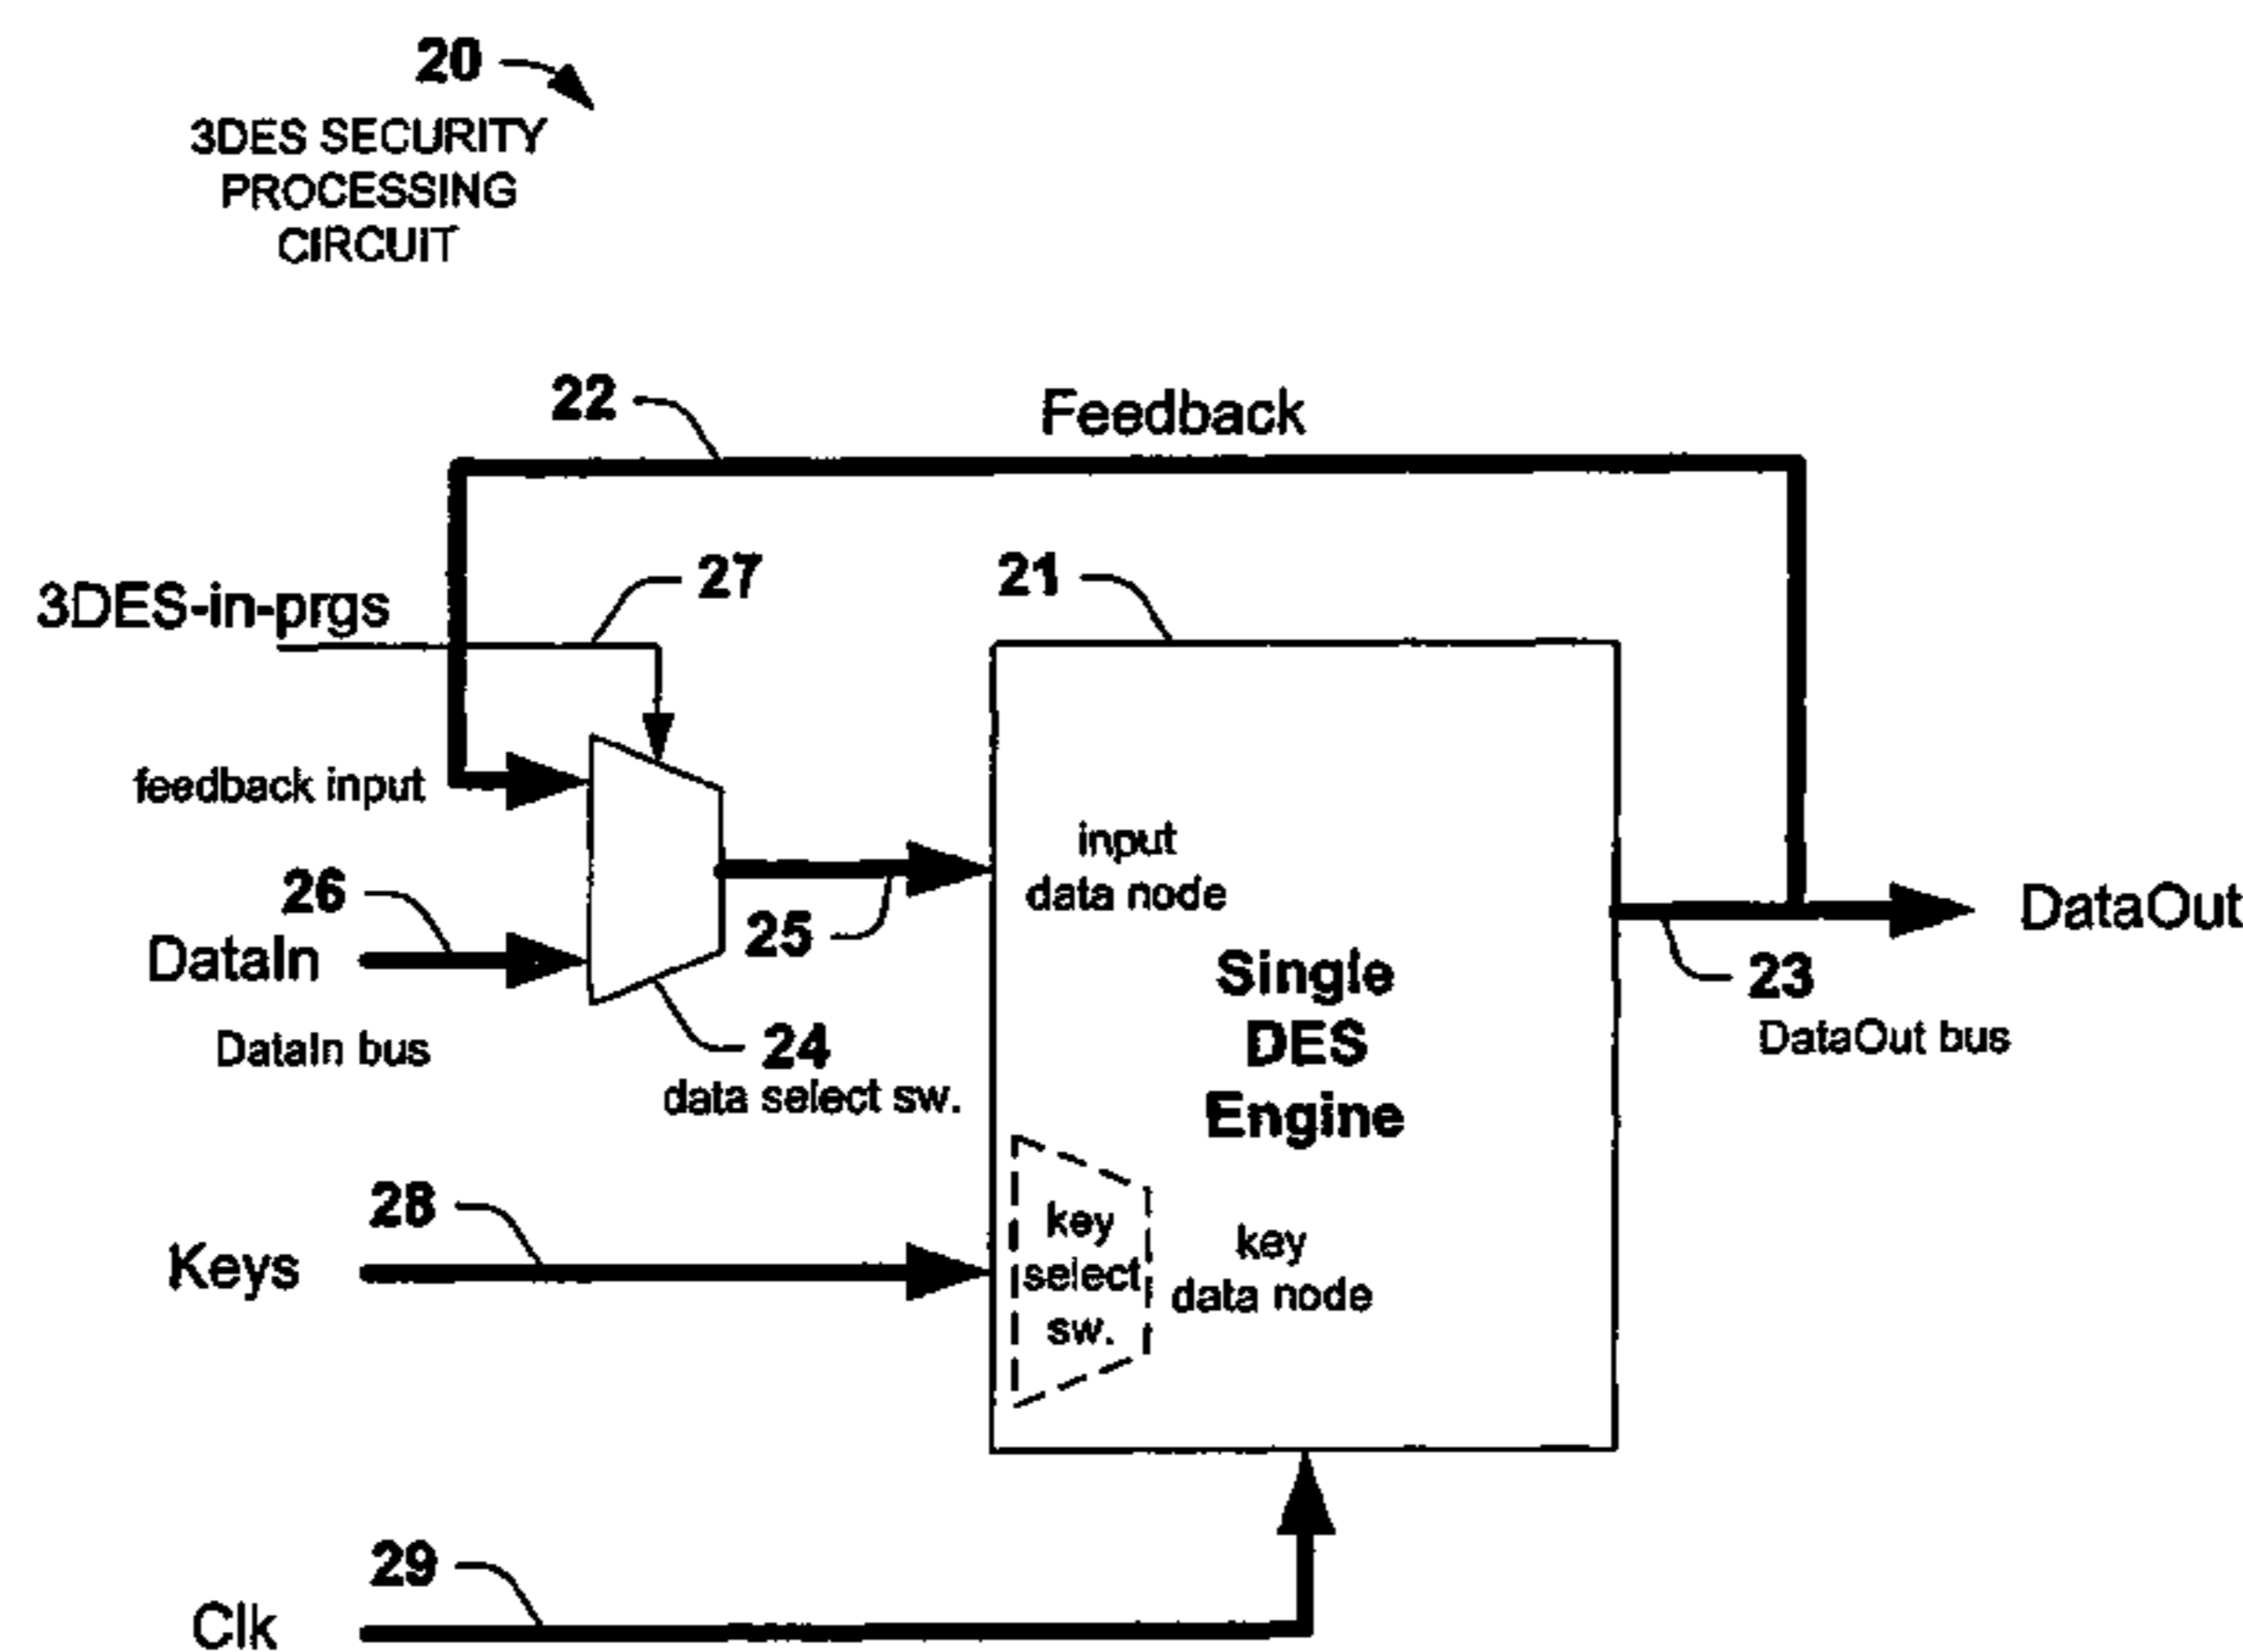 20
3DES SECURITY
PROCESSING
CIRCUIT
22
Feedback
3DES-in-prgs
27
21
feedback input
input
data node
26
25
DataIn
DataOut
23
DataOut bus
Single
DES
Engine
DataIn bus
24
data select sw.
28
Keys
key
select
sw.
key
data node
29
Clk